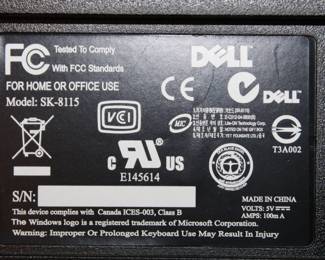 FC Tested To Comply
With FCC Standards
FOR HOME OR OFFICE USE
Model: SK-8115
DELL
CE
N
DELL
VCI
C UR US
E145614
T3A002
S/N:
MADE IN CHINA
VOLTS: 5V
AMPS: 100mA
This device complies with Canada ICES-003, Class B
The Windows logo is a registered trademark of Microsoft Corporation.
Warning: Improper Or Prolonged Keyboard Use May Cause Injury.